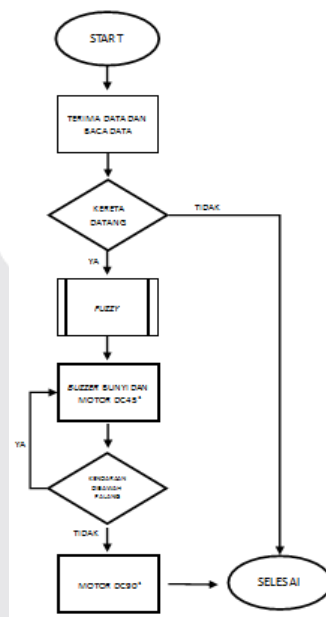 START
TERIMA DATA DAN
BACA DATA
KERETA
DATANG
TIDAK
YA
FUZZY
BUZZER BUNYI DAN
MOTOR DC45°
YA
KENDARAAN
DIBAWAH
PALANG
TIDAK
MOTOR DC90°
SELESAI